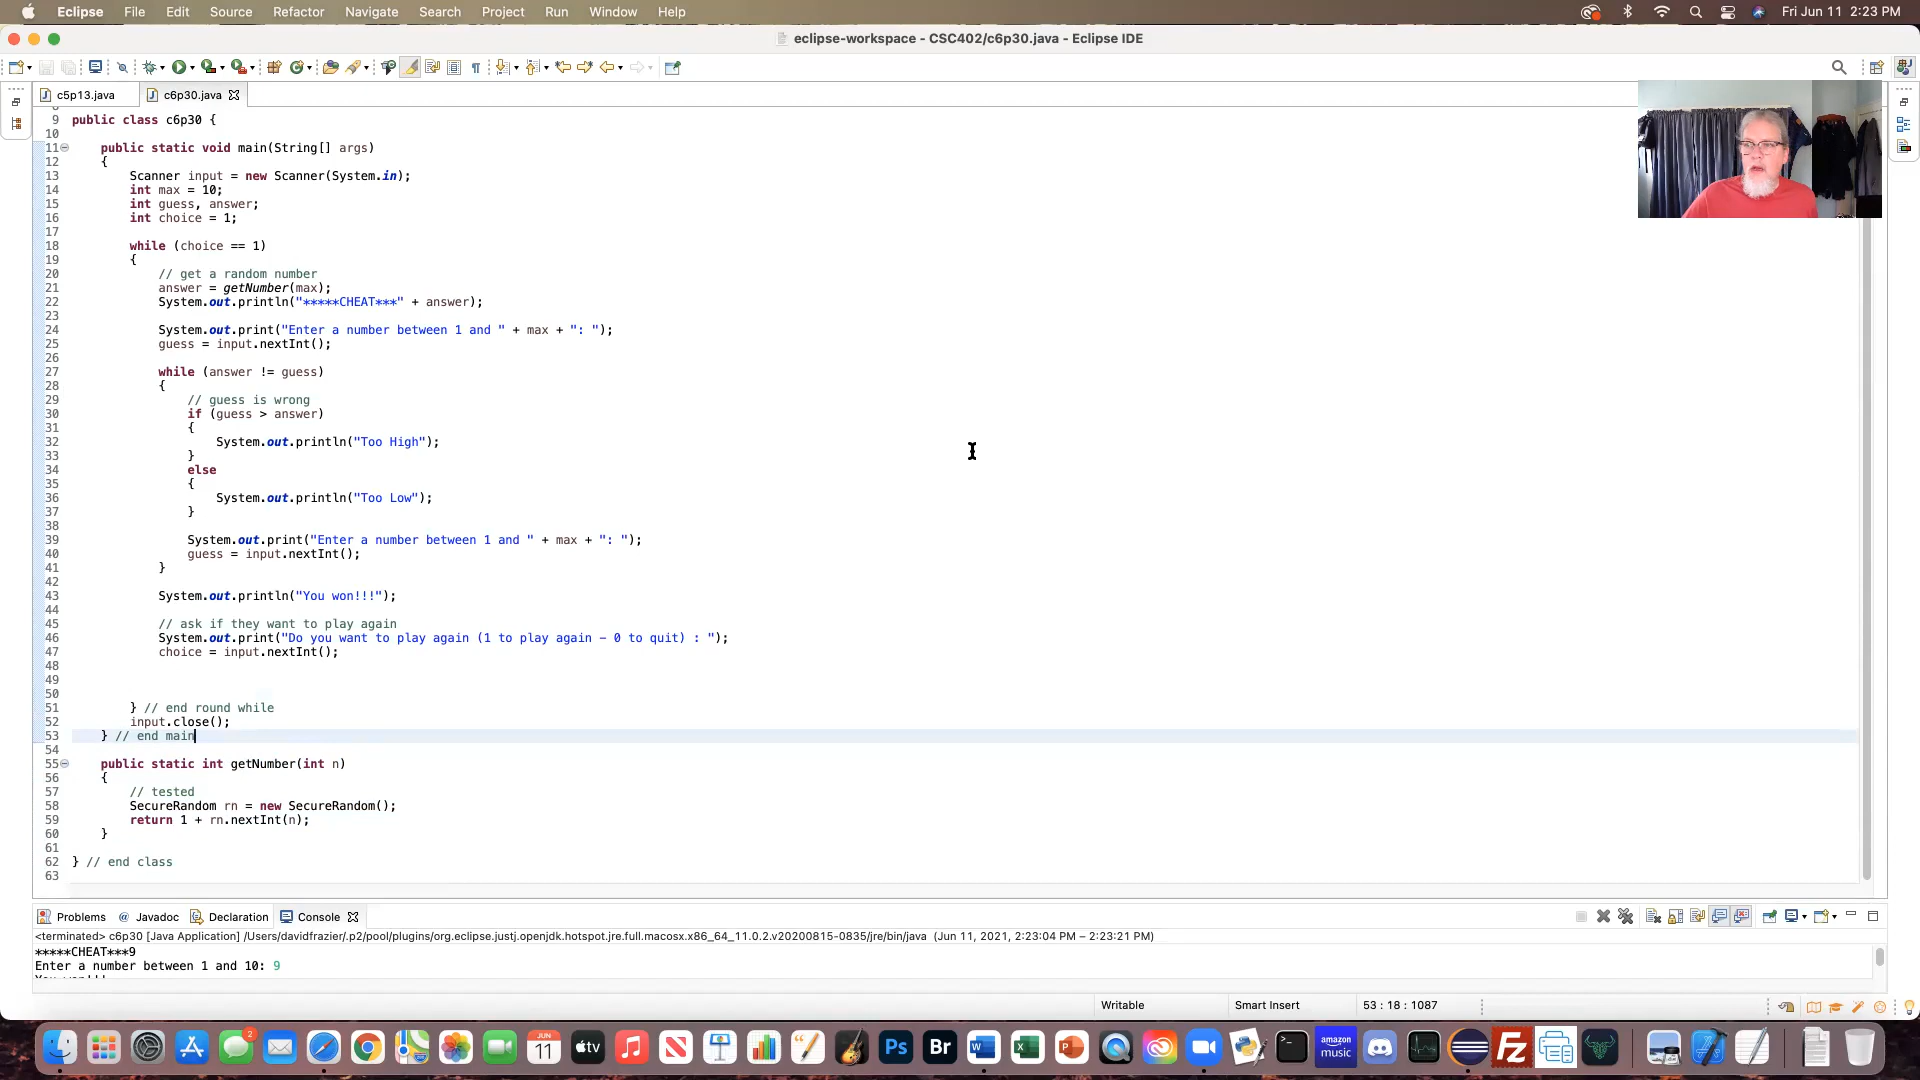 Eclipse File Edit Source Refactor Navigate Search Project Run Window Help Fri Jun 11 2:23 PM
eclipse-workspace - CSC402/c6p30.java - Eclipse IDE
c5p13.java c6p30.java
9 public class c6p30 {
10
11 public static void main(String[] args)
12 {
13 Scanner input = new Scanner(System.in);
14 int max = 10;
15 int guess, answer;
16 int choice = 1;
17
18 while (choice == 1)
19 {
20 // get a random number
21 answer = getNumber(max);
22 System.out.println("*****CHEAT***" + answer);
23
24 System.out.print("Enter a number between 1 and " + max + ": ");
25 guess = input.nextInt();
26
27 while (answer != guess)
28 {
29 // guess is wrong
30 if (guess > answer)
31 {
32 System.out.println("Too High");
33 }
34 else
35 {
36 System.out.println("Too Low");
37 }
38
39 System.out.print("Enter a number between 1 and " + max + ": ");
40 guess = input.nextInt();
41 }
42
43 System.out.println("You won!!!");
44
45 // ask if they want to play again
46 System.out.print("Do you want to play again (1 to play again - 0 to quit) : ");
47 choice = input.nextInt();
48
49
50
51 } // end round while
52 input.close();
53 } // end main
54
55 public static int getNumber(int n)
56 {
57 // tested
58 SecureRandom rn = new SecureRandom();
59 return 1 + rn.nextInt(n);
60 }
61
62 } // end class
63
Problems @ Javadoc Declaration Console
<terminated> c6p30 [Java Application] /Users/davidfrazier/.p2/pool/plugins/org.eclipse.justj.openjdk.hotspot.jre.full.macosx.x86_64_11.0.2.v20200815-0835/jre/bin/java (Jun 11, 2021, 2:23:04 PM – 2:23:21 PM)
*****CHEAT***9
Enter a number between 1 and 10: 9
Writable Smart Insert 53 : 18 : 1087
2
JUN
11
tv
Ps
Br
W
X
P
amazon
music
Fz